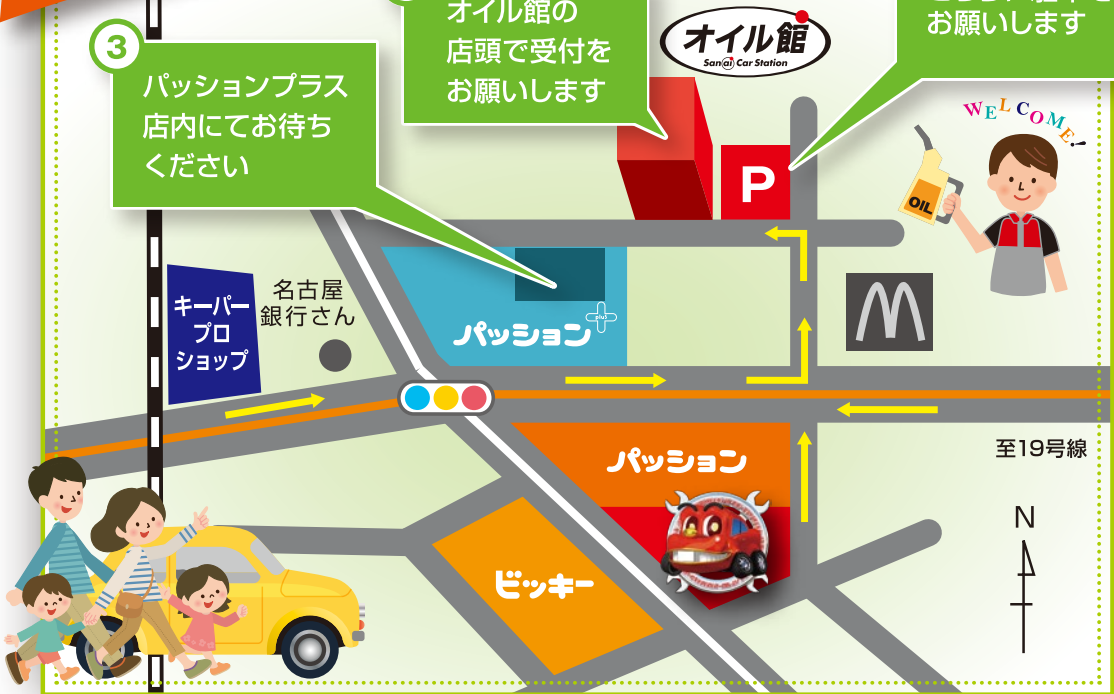 オイル館の
店頭で受付を
お願いします
お願いします
③
パッションプラス
店内にてお待ち
ください
オイル館
Sanai Car Station
WELCOME!
P
OIL
キーパー
プロ
ショップ
名古屋
銀行さん
パッション
plus
パッション
至19号線
N
ビッキー